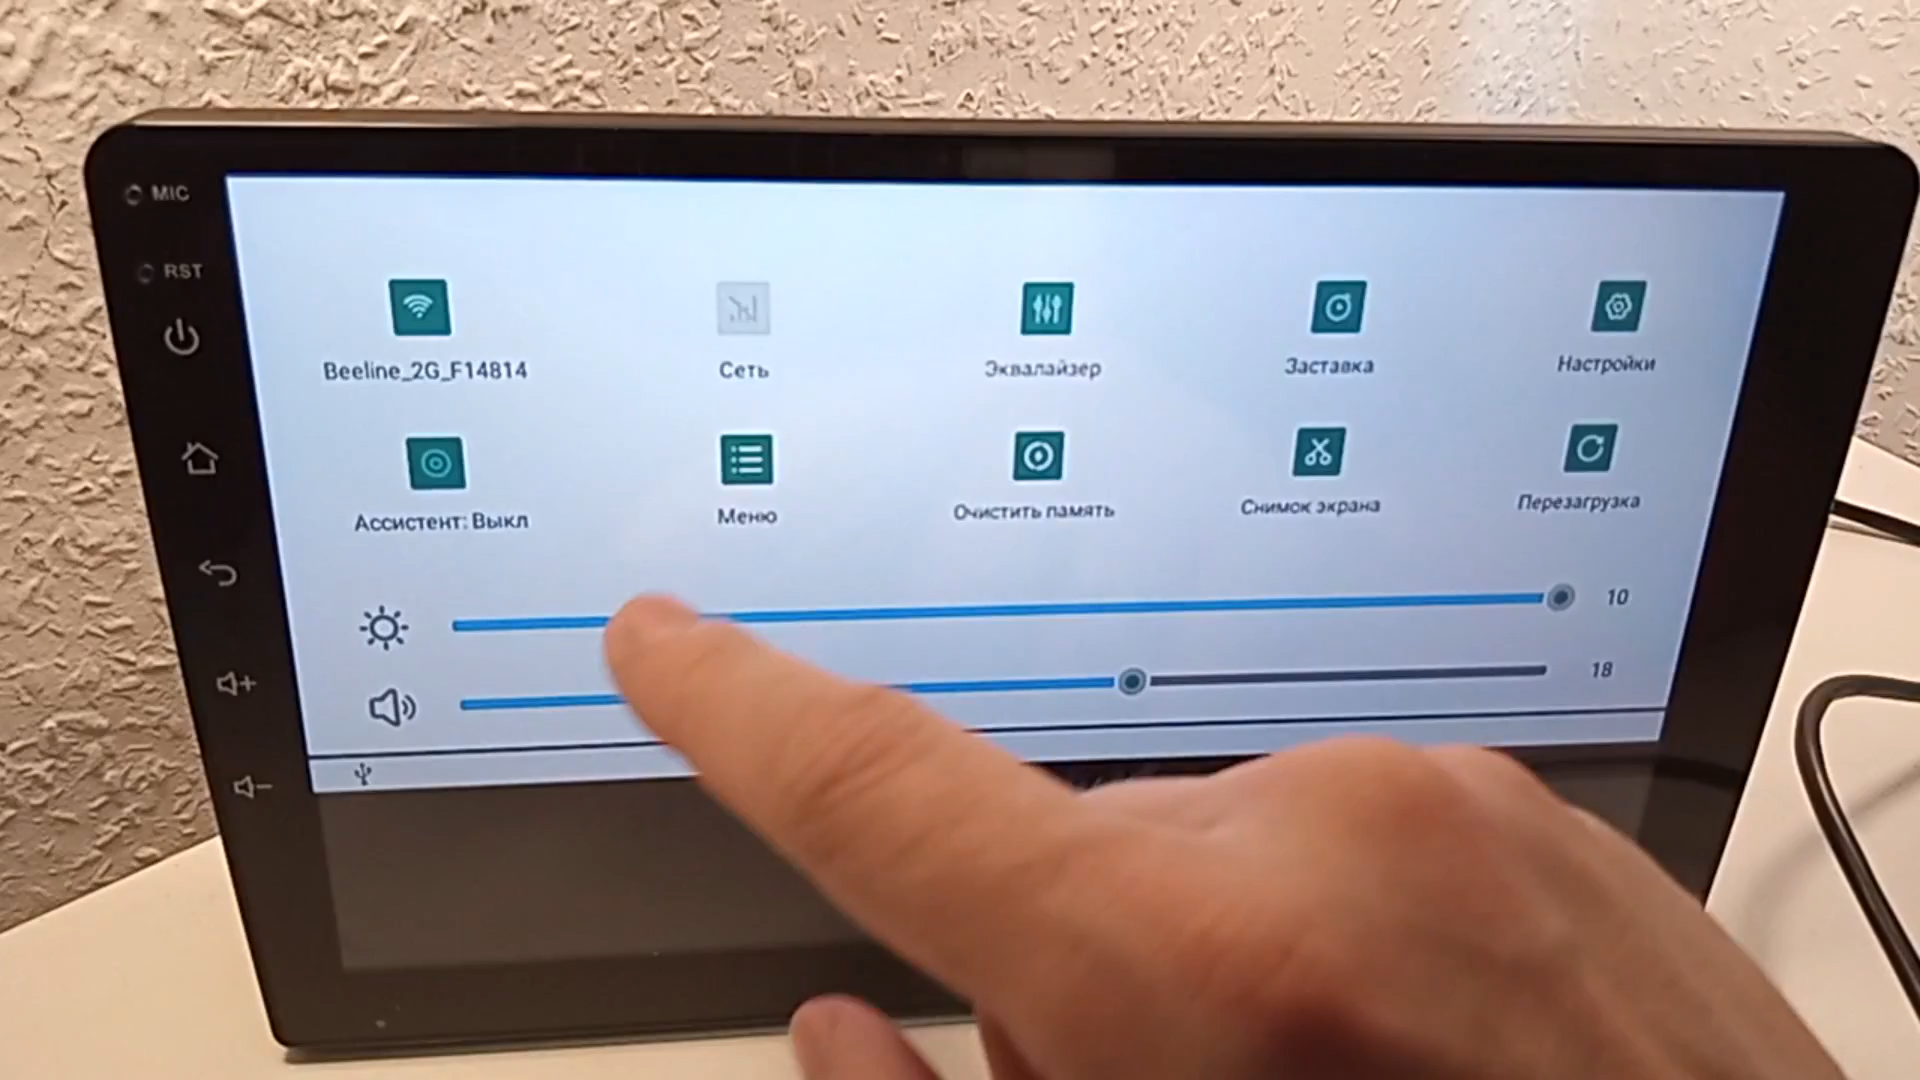 MIC
RST
Beeline_2G_F14814
Сеть
Эквалайзер
Заставка
Настройки
Ассистент: Выкл
Меню
Очистить память
Снимок экрана
Перезагрузка
10
18